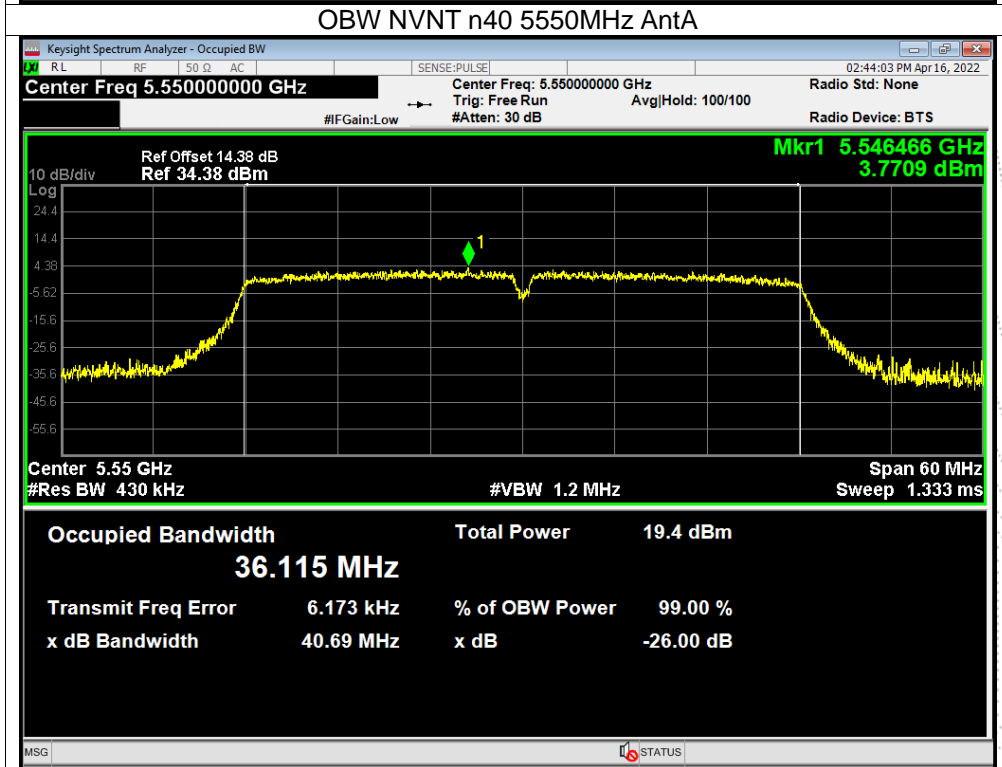 OBW NVNT n40 5550MHz AntA
Keysight Spectrum Analyzer - Occupied BW
LXI RL RF 50 Ω AC SENSE:PULSE 02:44:03 PM Apr 16, 2022
Center Freq 5.550000000 GHz Center Freq: 5.550000000 GHz Radio Std: None
Trig: Free Run Avg|Hold: 100/100
#IFGain:Low #Atten: 30 dB Radio Device: BTS
Mkr1 5.546466 GHz
3.7709 dBm
Ref Offset 14.38 dB
10 dB/div Ref 34.38 dBm
Log
24.4
14.4
1
4.38
-5.62
-15.6
-25.6
-35.6
-45.6
-55.6
Center 5.55 GHz Span 60 MHz
#Res BW 430 kHz #VBW 1.2 MHz Sweep 1.333 ms
Occupied Bandwidth Total Power 19.4 dBm
36.115 MHz
Transmit Freq Error 6.173 kHz % of OBW Power 99.00 %
x dB Bandwidth 40.69 MHz x dB -26.00 dB
MSG STATUS